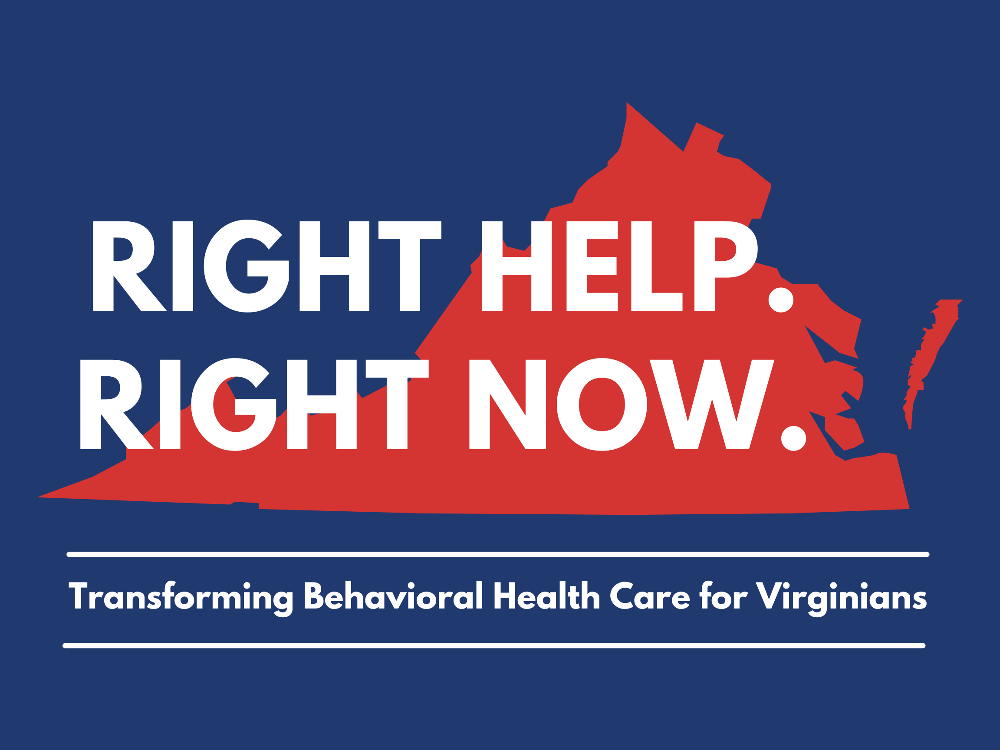 RIGHT HELP.
RIGHT NOW.
Transforming Behavioral Health Care for Virginians